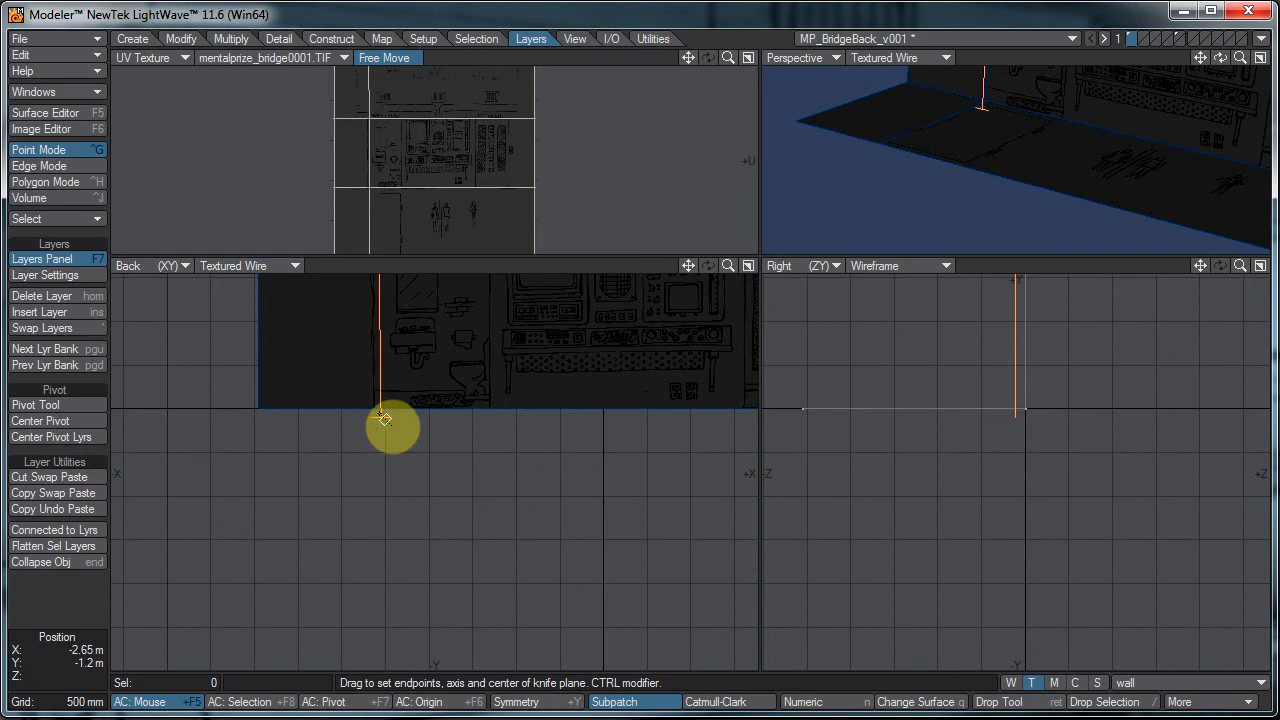 Modeler™ NewTek LightWave™ 11.6 (Win64)
File
Edit
Help
Create Modify Multiply Detail Construct Map Setup Selection Layers View I/O Utilities
MP_BridgeBack_v001 * < > 1
UV Texture mentalprize_bridge0001.TIF Free Move
Perspective Textured Wire
Windows
Surface Editor F5
Image Editor F6
Point Mode ^G
Edge Mode
Polygon Mode ^H
Volume ^J
Select
Layers
Layers Panel F7
Layer Settings
Delete Layer hom
Insert Layer ins
Swap Layers '
Next Lyr Bank pgu
Prev Lyr Bank pgd
Pivot
Pivot Tool
Center Pivot
Center Pivot Lyrs
Layer Utilities
Cut Swap Paste
Copy Swap Paste
Copy Undo Paste
Connected to Lyrs
Flatten Sel Layers
Collapse Obj end
+U
Back (XY) Textured Wire
Right (ZY) Wireframe
+Y
-X +X
-Z +Z
-Y
-Y
Position
X: -2.65 m
Y: -1.2 m
Z:
Grid: 500 mm
Sel: 0
Drag to set endpoints, axis and center of knife plane. CTRL modifier.
W T M C S wall
AC: Mouse +F5 AC: Selection +F8 AC: Pivot +F7 AC: Origin +F6 Symmetry +Y Subpatch Catmull-Clark Numeric n Change Surface q Drop Tool ret Drop Selection / More